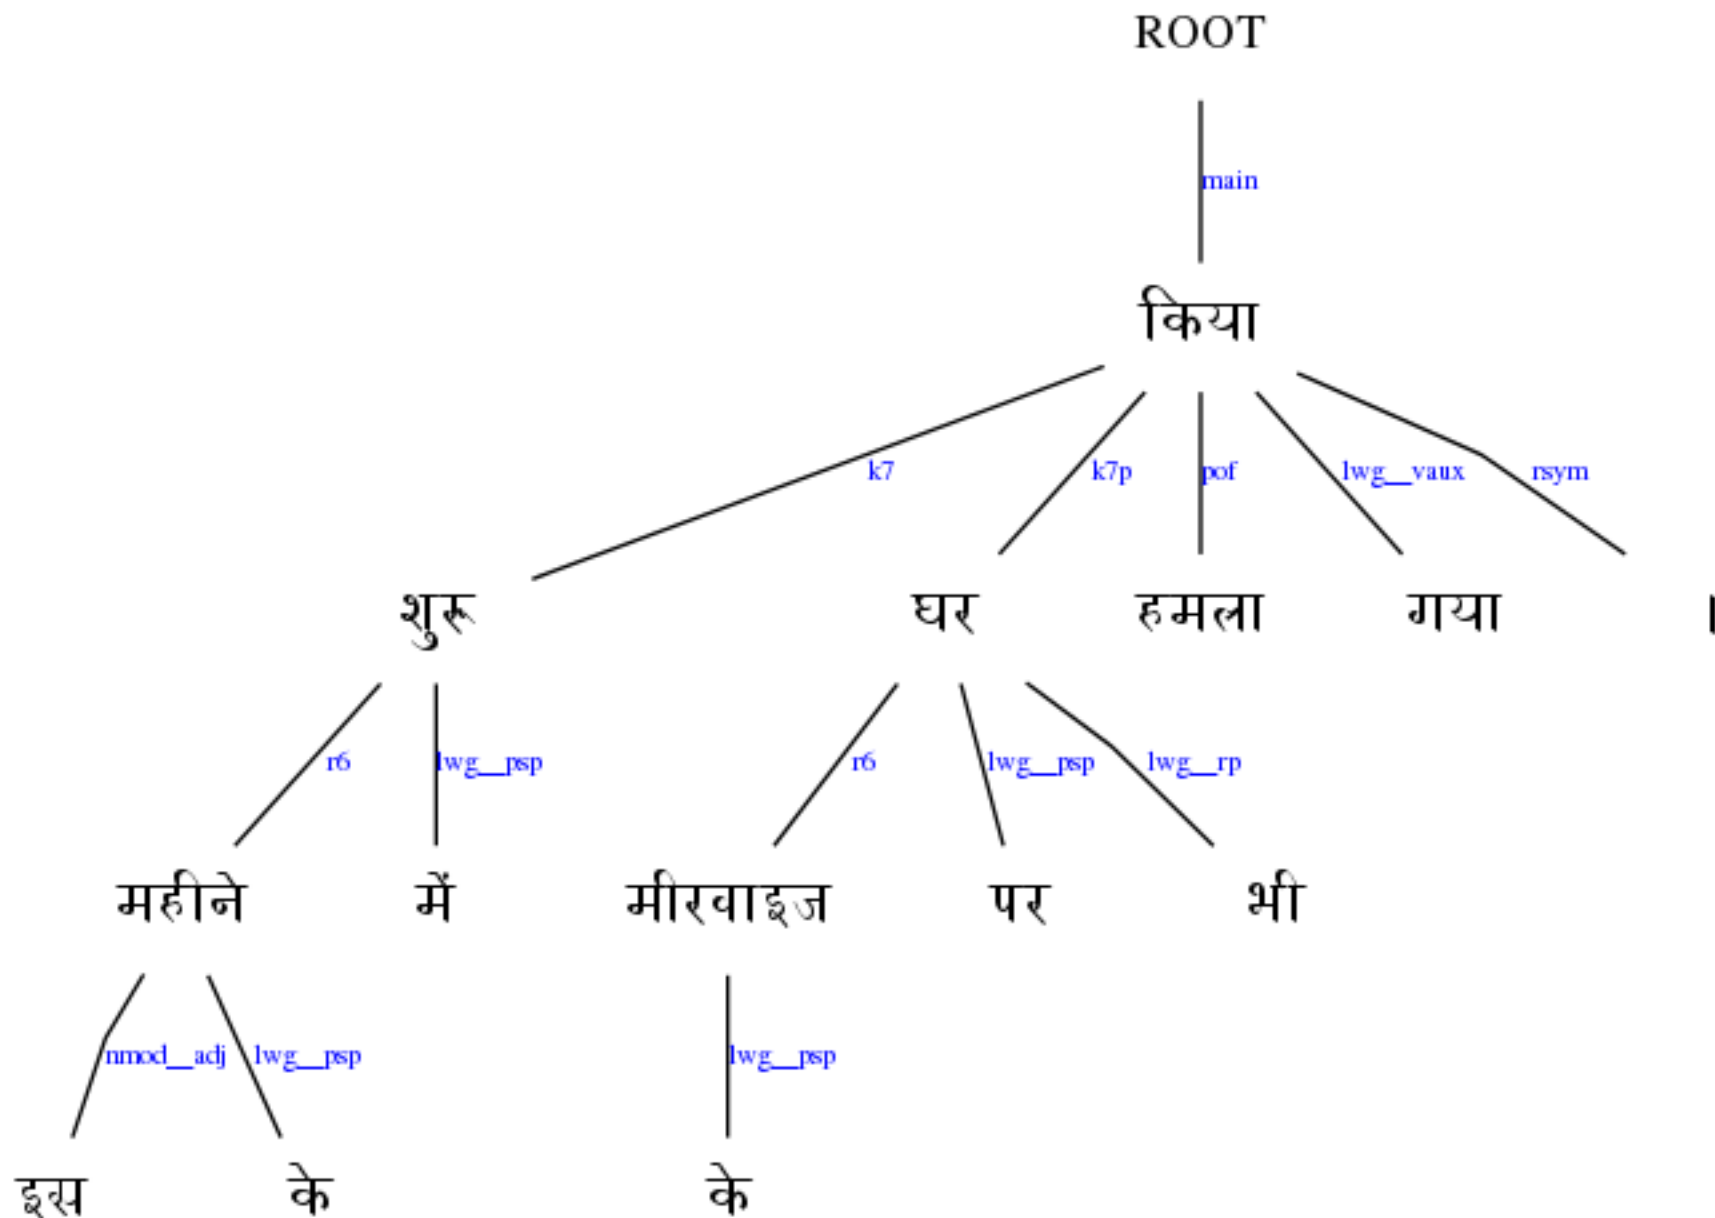 ROOT
main
किया
k7 k7p pof lwg__vaux rsym
शुरू घर हमला गया ।
r6 lwg__psp r6 lwg__psp lwg__rp
महीने में मीरवाइज पर भी
nmod__adj lwg__psp lwg__psp
इस के के